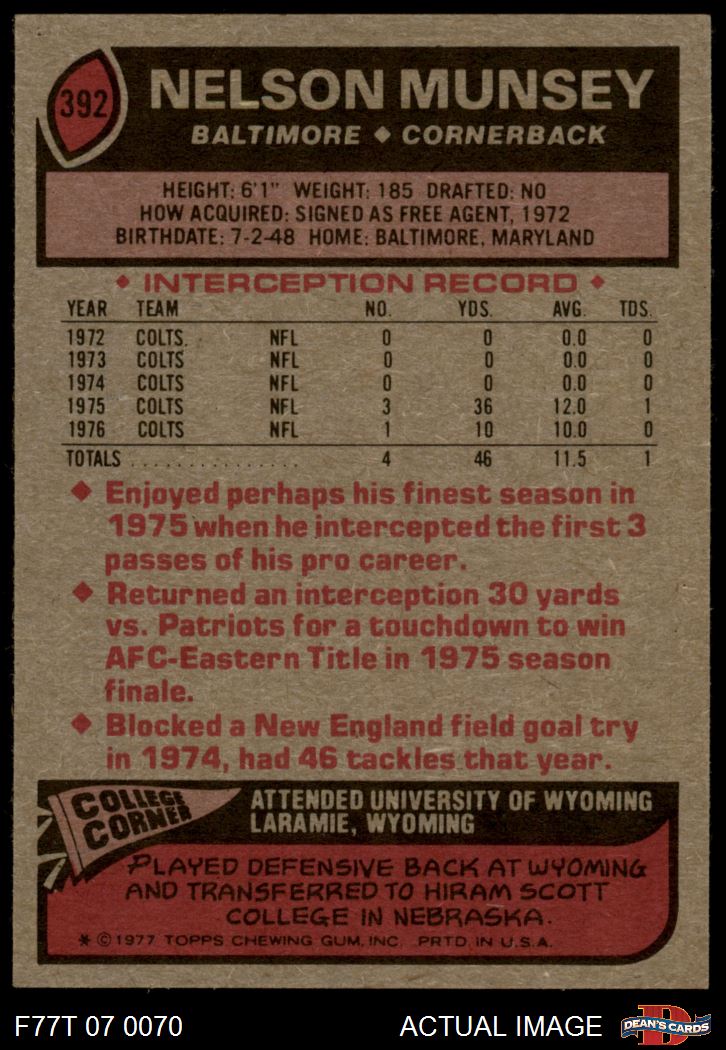 392
NELSON MUNSEY
BALTIMORE ◆ CORNERBACK
HEIGHT: 6'1" WEIGHT: 185 DRAFTED: NO
HOW ACQUIRED: SIGNED AS FREE AGENT, 1972
BIRTHDATE: 7-2-48 HOME: BALTIMORE, MARYLAND
◆ INTERCEPTION RECORD ◆
YEAR TEAM NO. YDS. AVG. TDS.
1972 COLTS. NFL 0 0 0.0 0
1973 COLTS NFL 0 0 0.0 0
1974 COLTS NFL 0 0 0.0 0
1975 COLTS NFL 3 36 12.0 1
1976 COLTS NFL 1 10 10.0 0
TOTALS . . . . . . . . . . . . . . . 4 46 11.5 1
◆ Enjoyed perhaps his finest season in
1975 when he intercepted the first 3
passes of his pro career.
◆ Returned an interception 30 yards
vs. Patriots for a touchdown to win
AFC-Eastern Title in 1975 season
finale.
◆ Blocked a New England field goal try
in 1974, had 46 tackles that year.
COLLEGE
CORNER
ATTENDED UNIVERSITY OF WYOMING
LARAMIE, WYOMING
PLAYED DEFENSIVE BACK AT WYOMING
AND TRANSFERRED TO HIRAM SCOTT
COLLEGE IN NEBRASKA.
* © 1977 TOPPS CHEWING GUM, INC. PRTD. IN U.S.A.
F77T 07 0070 ACTUAL IMAGE
D
DEAN'S CARDS